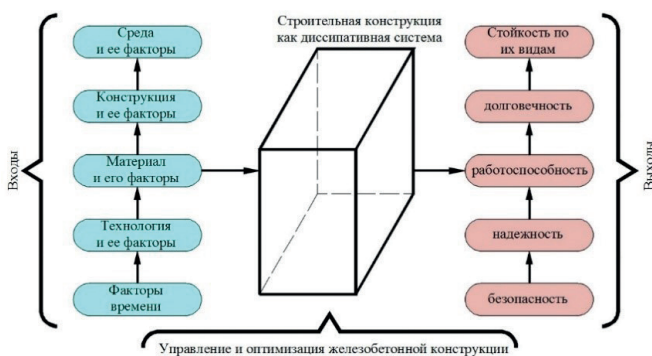 Строительная конструкция
как диссипативная система
Входы
Среда
и ее факторы
Конструкция
и ее факторы
Материал
и его факторы
Технология
и ее факторы
Факторы
времени
Стойкость по
их видам
долговечность
работоспособность
надежность
безопасность
Выходы
Управление и оптимизация железобетонной конструкции